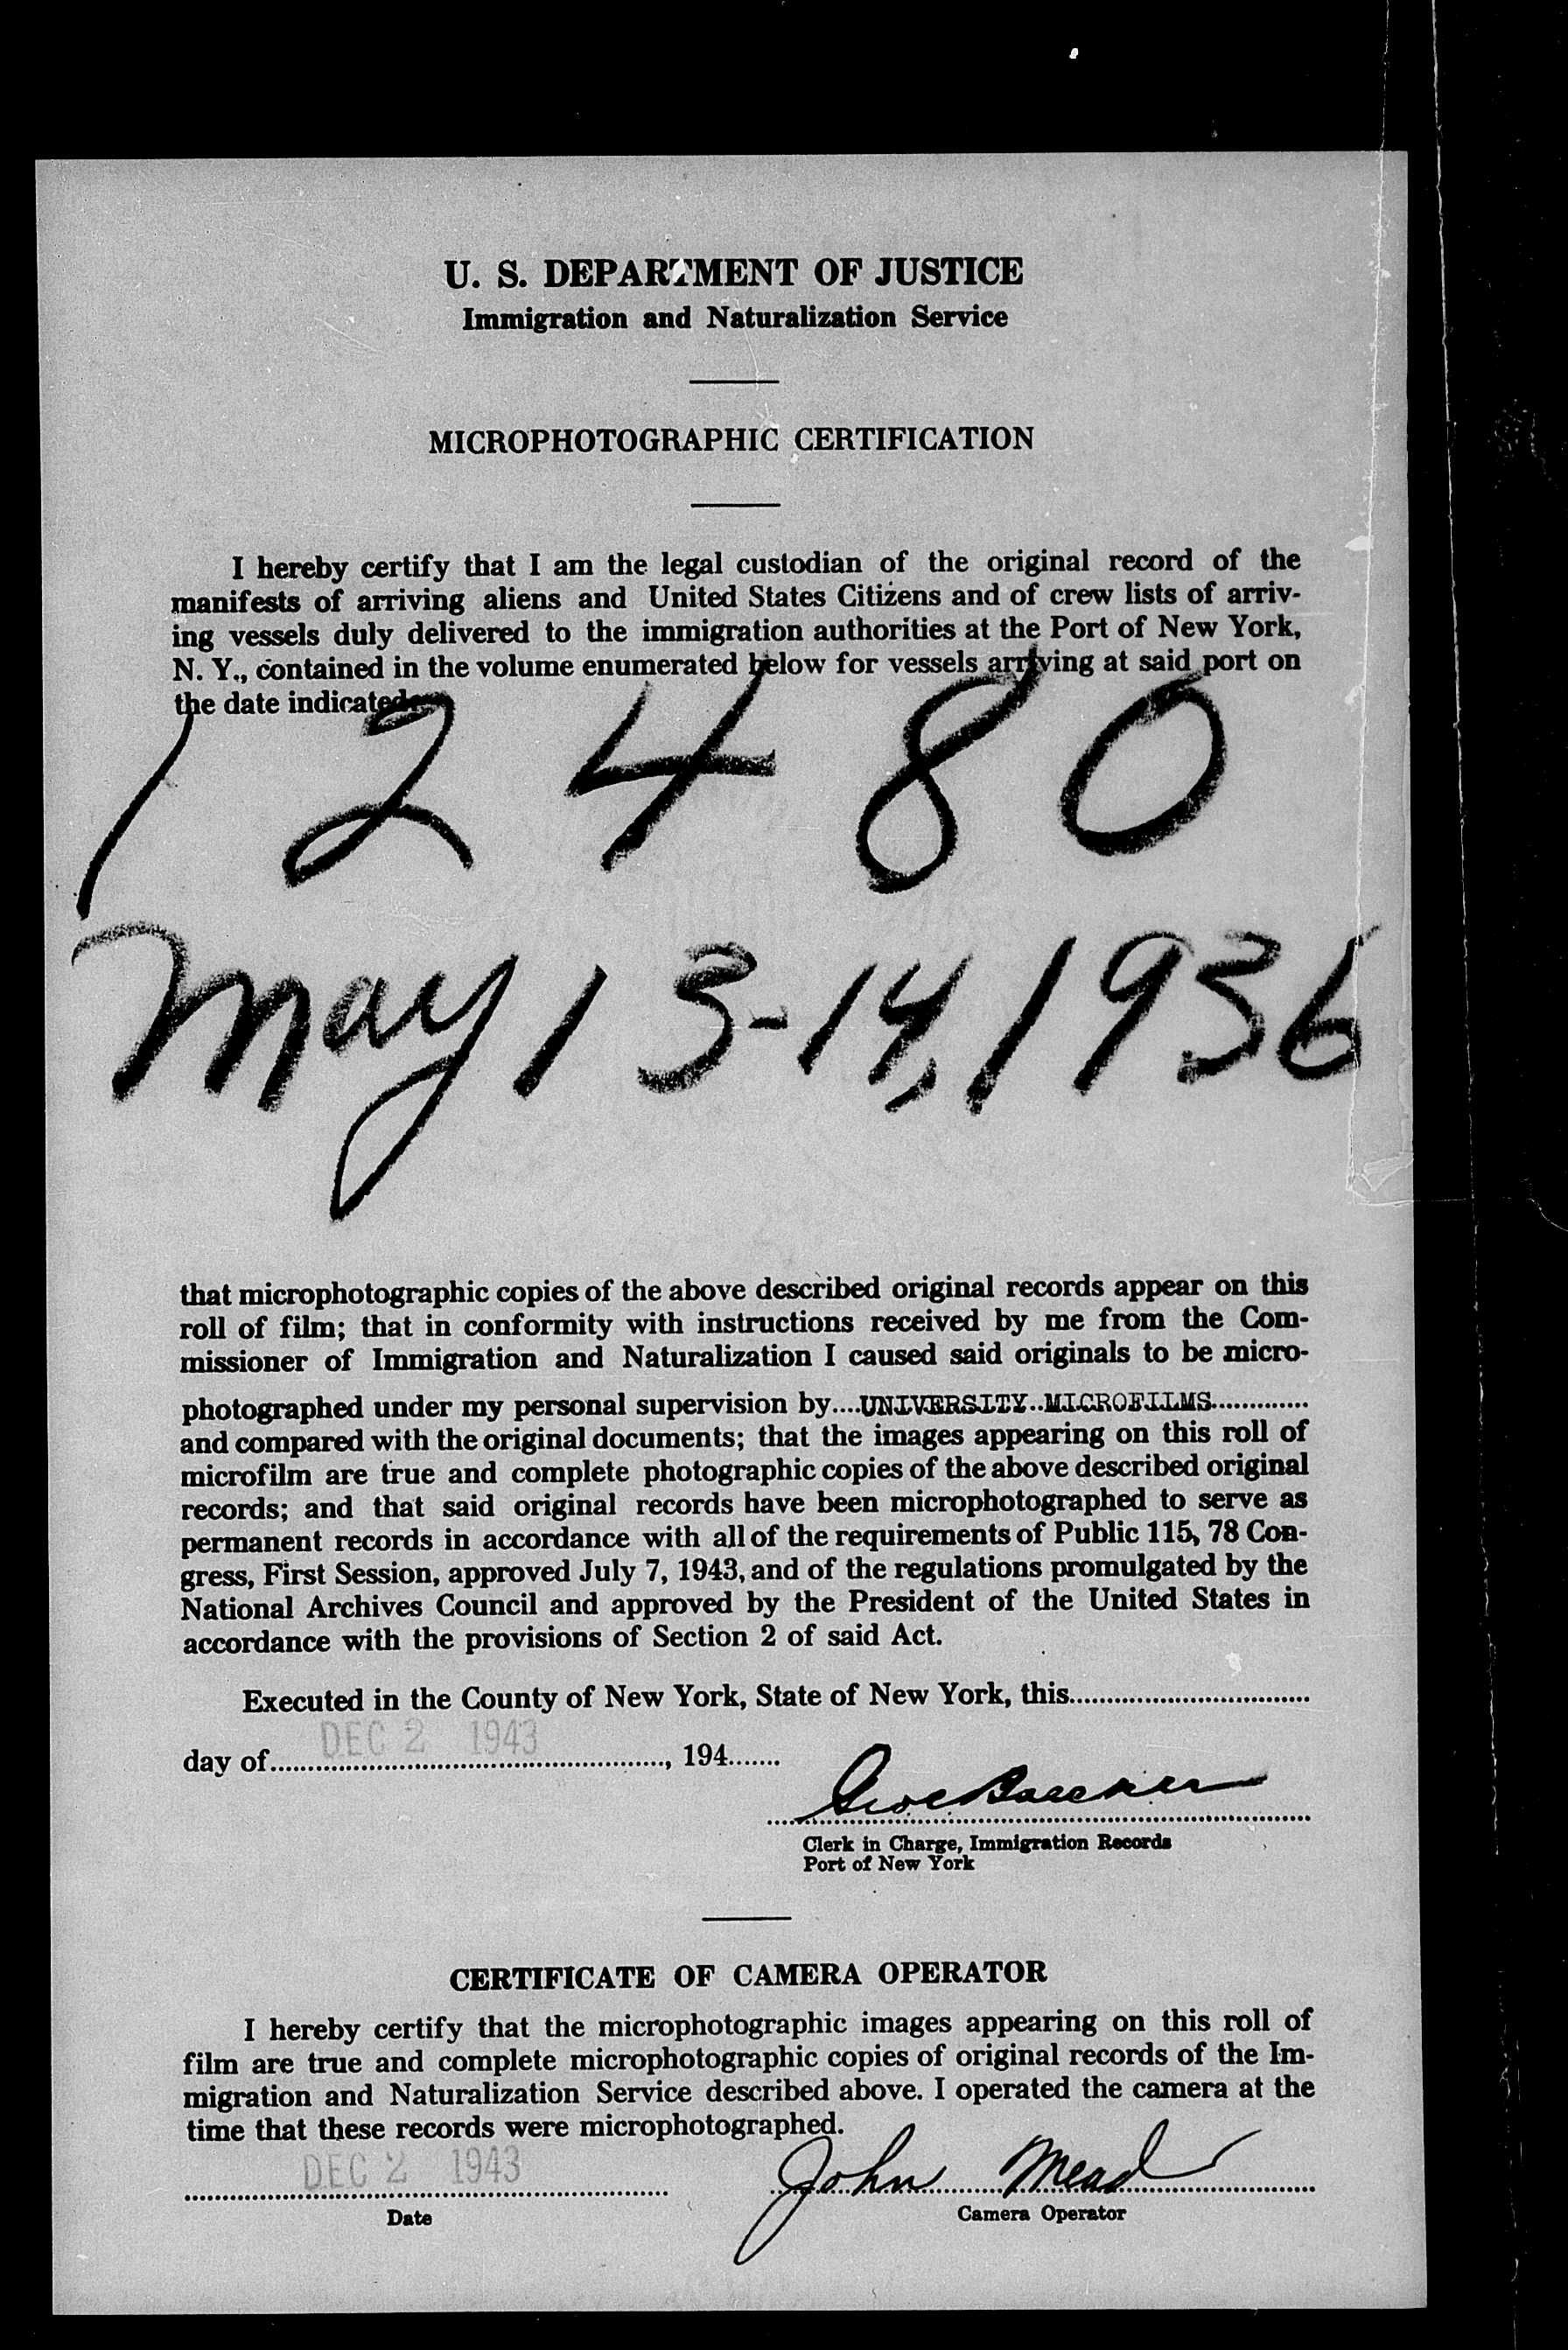 U. S. DEPARTMENT OF JUSTICE
Immigration and Naturalization Service
MICROPHOTOGRAPHIC CERTIFICATION
I hereby certify that I am the legal custodian of the original record of the
manifests of arriving aliens and United States Citizens and of crew lists of arriv-
ing vessels duly delivered to the immigration authorities at the Port of New York,
N. Y., contained in the volume enumerated below for vessels arriving at said port on
the date indicated:
12480
May 13-14, 1936
that microphotographic copies of the above described original records appear on this
roll of film; that in conformity with instructions received by me from the Com-
missioner of Immigration and Naturalization I caused said originals to be micro-
photographed under my personal supervision by....UNIVERSITY..MICROFILMS.............
and compared with the original documents; that the images appearing on this roll of
microfilm are true and complete photographic copies of the above described original
records; and that said original records have been microphotographed to serve as
permanent records in accordance with all of the requirements of Public 115, 78 Con-
gress, First Session, approved July 7, 1943, and of the regulations promulgated by the
National Archives Council and approved by the President of the United States in
accordance with the provisions of Section 2 of said Act.
Executed in the County of New York, State of New York, this................................
DEC 2 1943
day of...................................................., 194.......
Clerk in Charge, Immigration Records
Port of New York
CERTIFICATE OF CAMERA OPERATOR
I hereby certify that the microphotographic images appearing on this roll of
film are true and complete microphotographic copies of original records of the Im-
migration and Naturalization Service described above. I operated the camera at the
time that these records were microphotographed.
DEC 2 1943 John Mead
Date Camera Operator